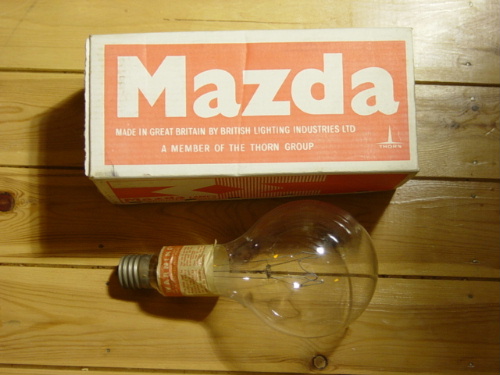 Mazda
MADE IN GREAT BRITAIN BY BRITISH LIGHTING INDUSTRIES LTD
A MEMBER OF THE THORN GROUP
THORN